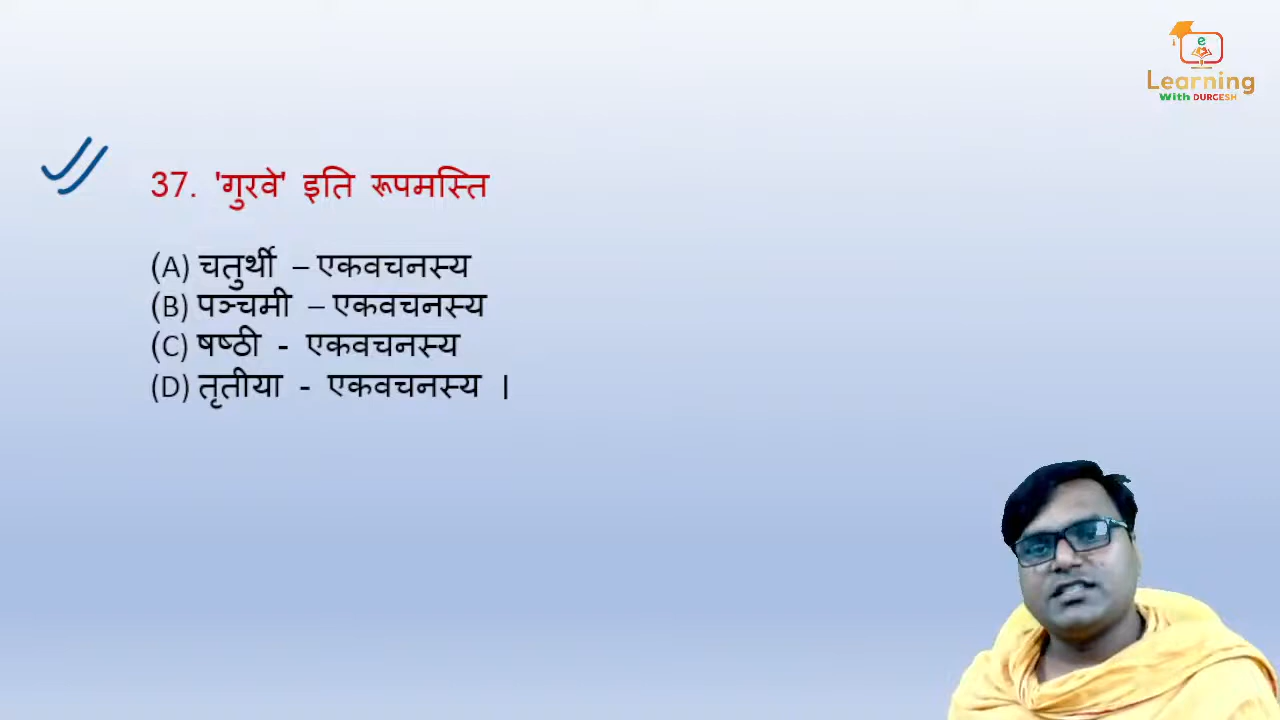 e
Learning
With DURGESH
37. 'गुरवे' इति रूपमस्ति
(A) चतुर्थी – एकवचनस्य
(B) पञ्चमी – एकवचनस्य
(C) षष्ठी - एकवचनस्य
(D) तृतीया - एकवचनस्य ।